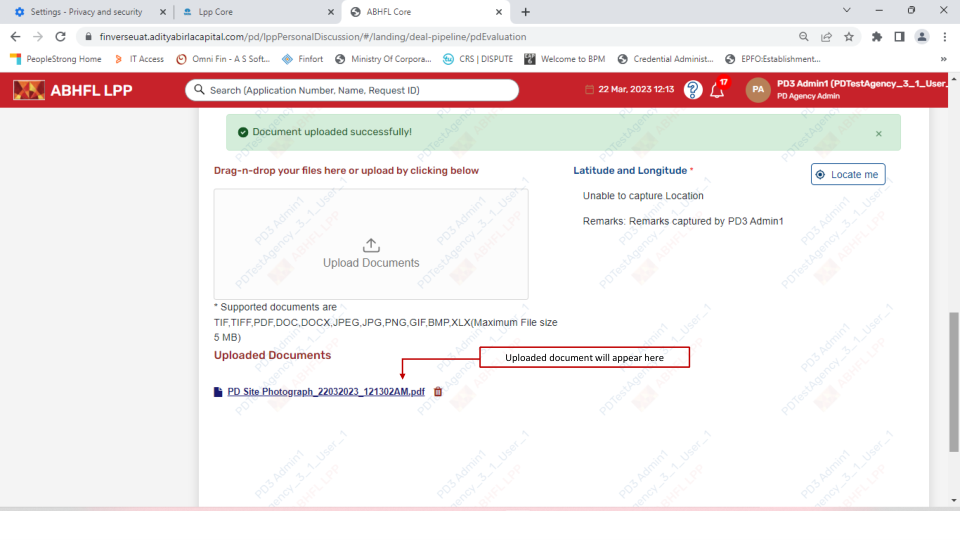 Settings - Privacy and security
Lpp Core
ABHFL Core
finverseuat.adityabirlacapital.com/pd/lppPersonalDiscussion/#/landing/deal-pipeline/pdEvaluation
PeopleStrong Home
IT Access
Omni Fin - A S Soft...
Finfort
Ministry Of Corpora...
CRS | DISPUTE
Welcome to BPM
Credential Administ...
EPFO:Establishment...
ABHFL LPP
Search (Application Number, Name, Request ID)
22 Mar, 2023 12:13
17
PA
PD3 Admin1 (PDTestAgency_3_1_User_
PD Agency Admin
Document uploaded successfully!
Drag-n-drop your files here or upload by clicking below
Latitude and Longitude *
Locate me
Unable to capture Location
Remarks: Remarks captured by PD3 Admin1
Upload Documents
* Supported documents are
TIF,TIFF,PDF,DOC,DOCX,JPEG,JPG,PNG,GIF,BMP,XLX(Maximum File size
5 MB)
Uploaded Documents
Uploaded document will appear here
PD Site Photograph_22032023_121302AM.pdf